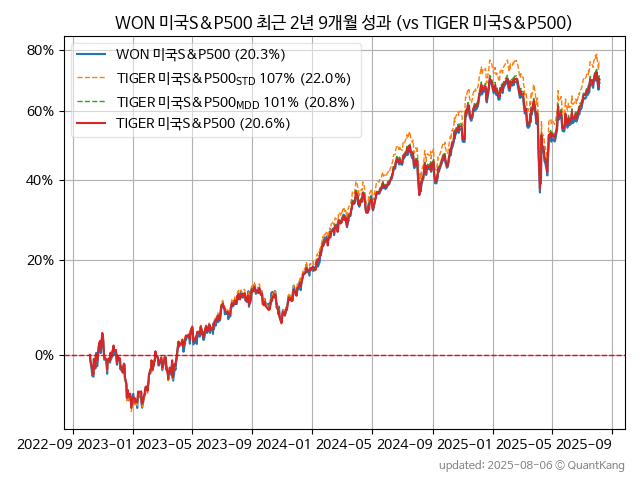 WON 미국S&P500 최근 2년 9개월 성과 (vs TIGER 미국S&P500)
80%
60%
40%
20%
0%
WON 미국S&P500 (20.3%)
TIGER 미국S&P500STD 107% (22.0%)
TIGER 미국S&P500MDD 101% (20.8%)
TIGER 미국S&P500 (20.6%)
2022-09 2023-01 2023-05 2023-09 2024-01 2024-05 2024-09 2025-01 2025-05 2025-09
updated: 2025-08-06 © QuantKang